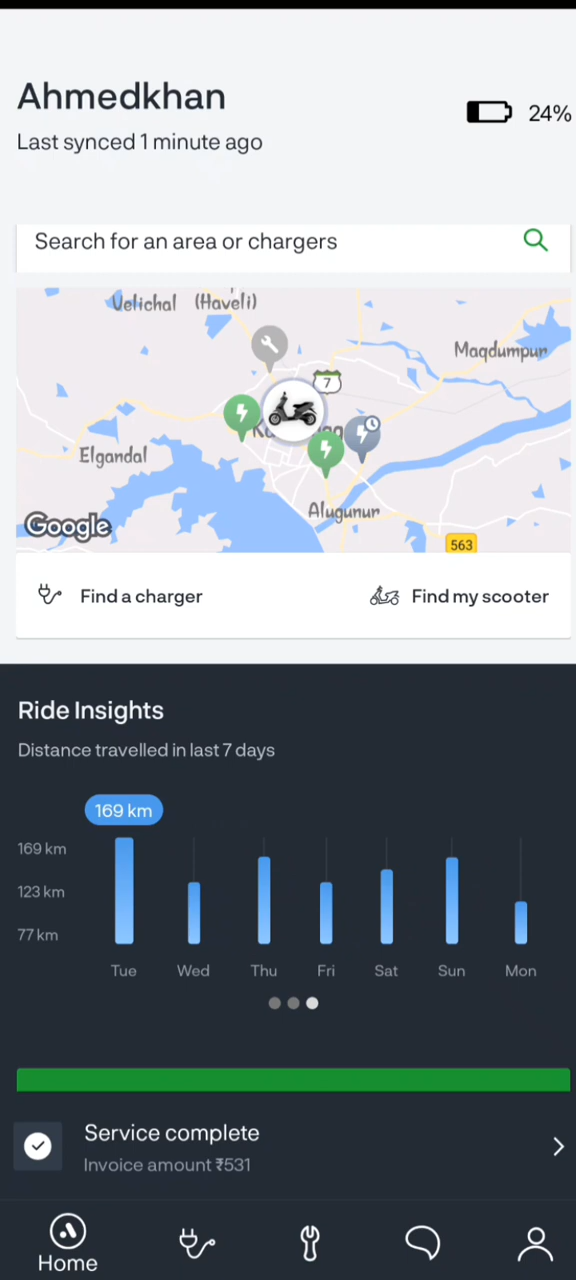 Ahmedkhan
24%
Last synced 1 minute ago
Search for an area or chargers
Velichal (Haveli)
Maqdumpur
7
Elgandal
Alugunur
Google
563
Find a charger
Find my scooter
Ride Insights
Distance travelled in last 7 days
169 km
169 km
123 km
77 km
Tue Wed Thu Fri Sat Sun Mon
Service complete
Invoice amount ₹531
Home